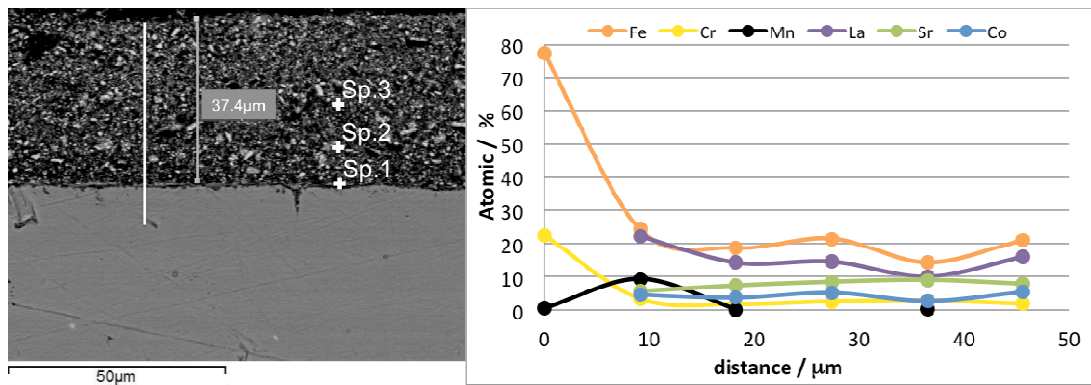 Sp.3
37.4µm
Sp.2
Sp.1
50µm
Fe Cr Mn La Sr Co
80
70
60
50
40
30
20
10
0
Atomic / %
0 10 20 30 40 50
distance / µm